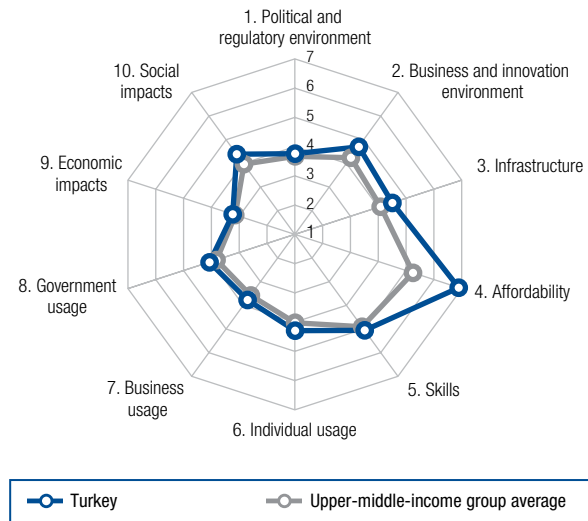 1. Political and
regulatory environment
2. Business and innovation
environment
3. Infrastructure
4. Affordability
5. Skills
6. Individual usage
7. Business
usage
8. Government
usage
9. Economic
impacts
10. Social
impacts
7
6
5
4
3
2
1
Turkey
Upper-middle-income group average